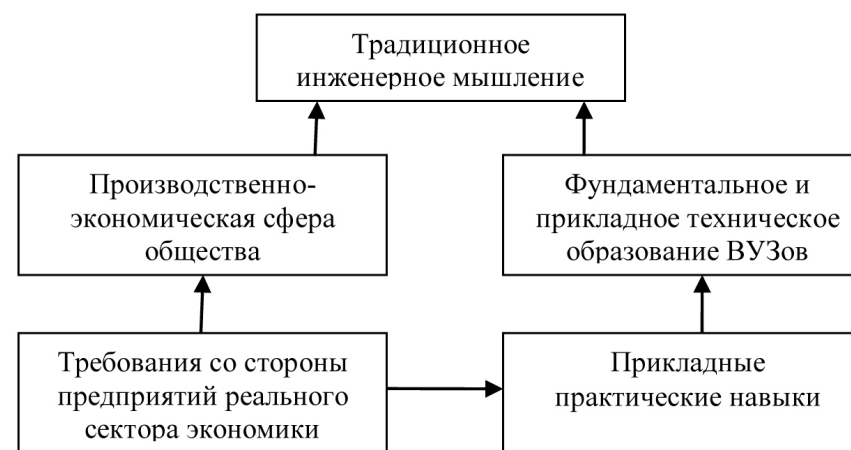 Традиционное
инженерное мышление
Производственно-
экономическая сфера
общества
Фундаментальное и
прикладное техническое
образование ВУЗов
Требования со стороны
предприятий реального
сектора экономики
Прикладные
практические навыки